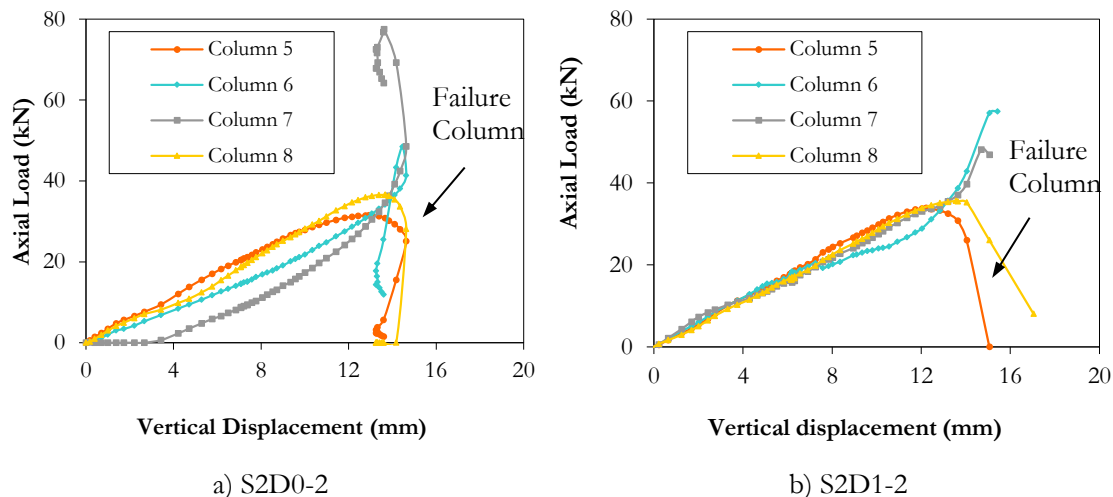 80
60
40
20
0
Axial Load (kN)
Column 5
Column 6
Column 7
Column 8
Failure
Column
0 4 8 12 16 20
Vertical Displacement (mm)
a) S2D0-2
80
60
40
20
0
Axial Load (kN)
Column 5
Column 6
Column 7
Column 8
Failure
Column
0 4 8 12 16 20
Vertical displacement (mm)
b) S2D1-2